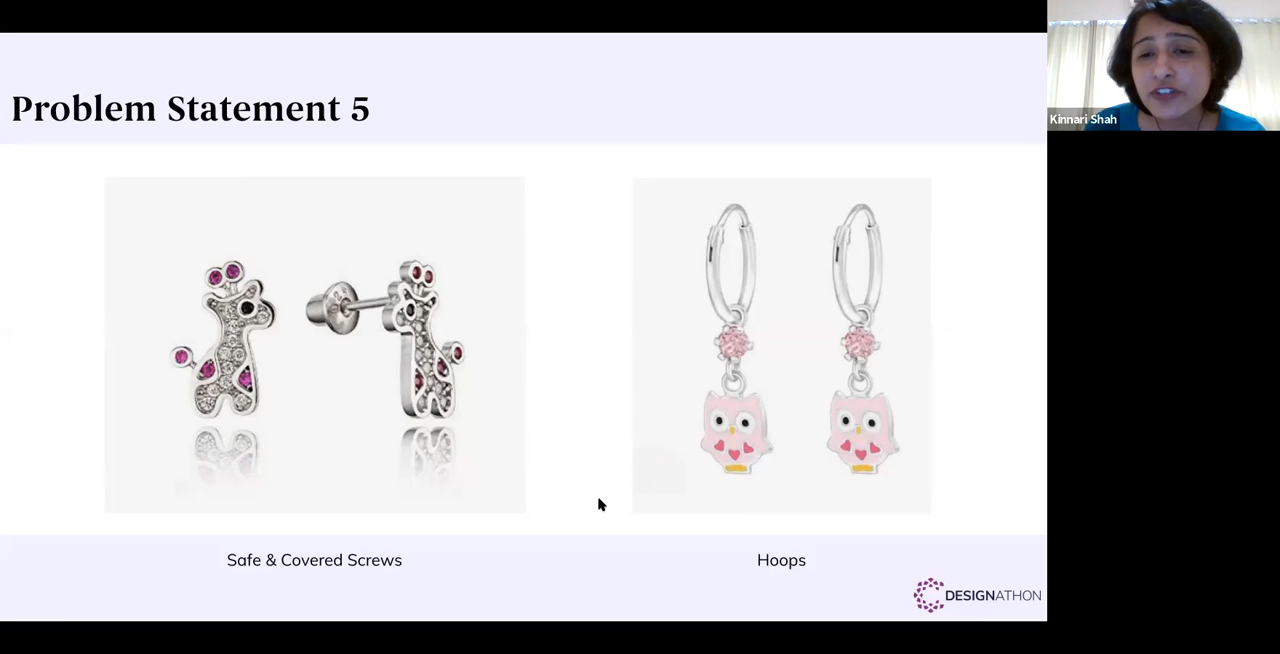 Problem Statement 5
Kinnari Shah
Safe & Covered Screws
Hoops
DESIGNATHON